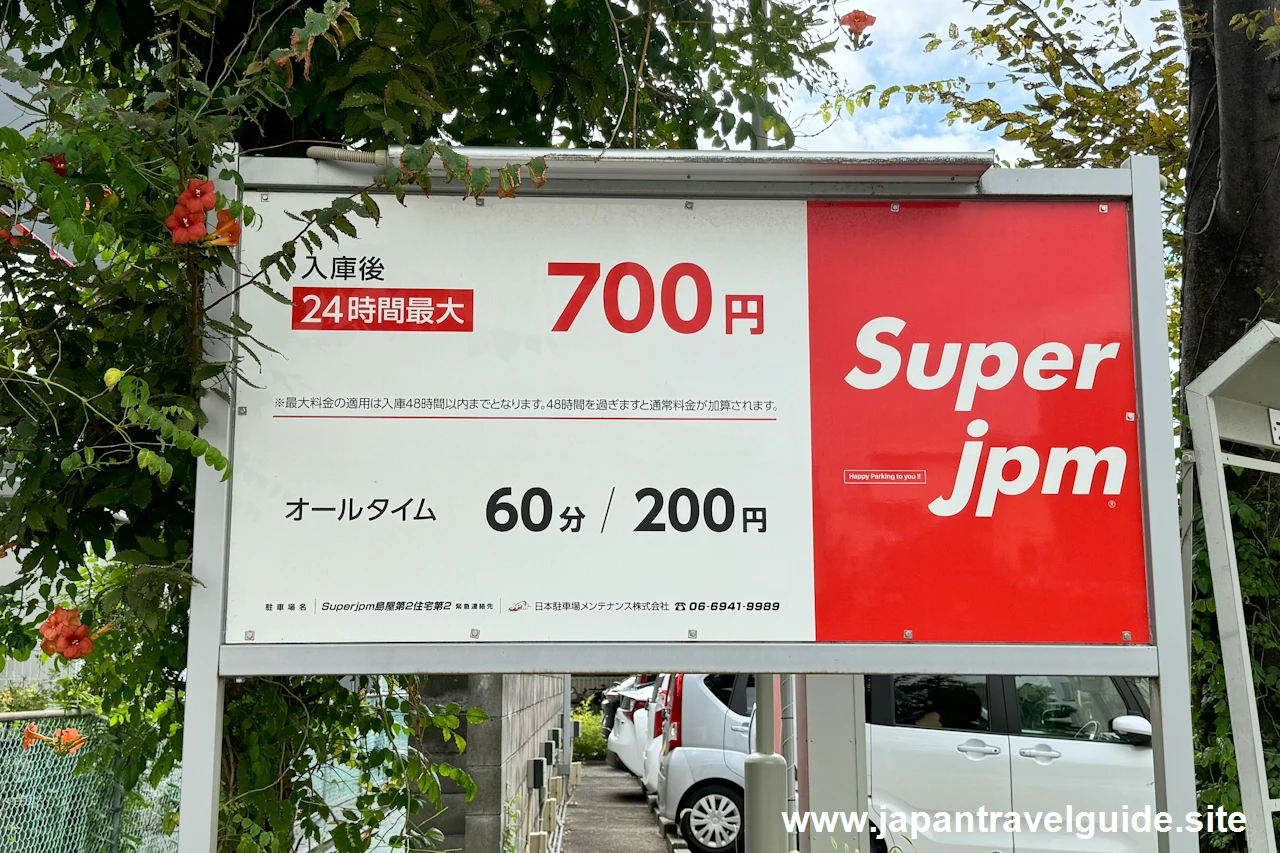 入庫後
24時間最大
700円
※最大料金の適用は入庫48時間以内までとなります。48時間を過ぎますと通常料金が加算されます。
オールタイム 60分/200円
駐車場名 Superjpm島屋第2住宅第2 緊急連絡先 日本駐車場メンテナンス株式会社 ☎06-6941-9989
Super
jpm
Happy Parking to you !!
®
www.japantravelguide.site